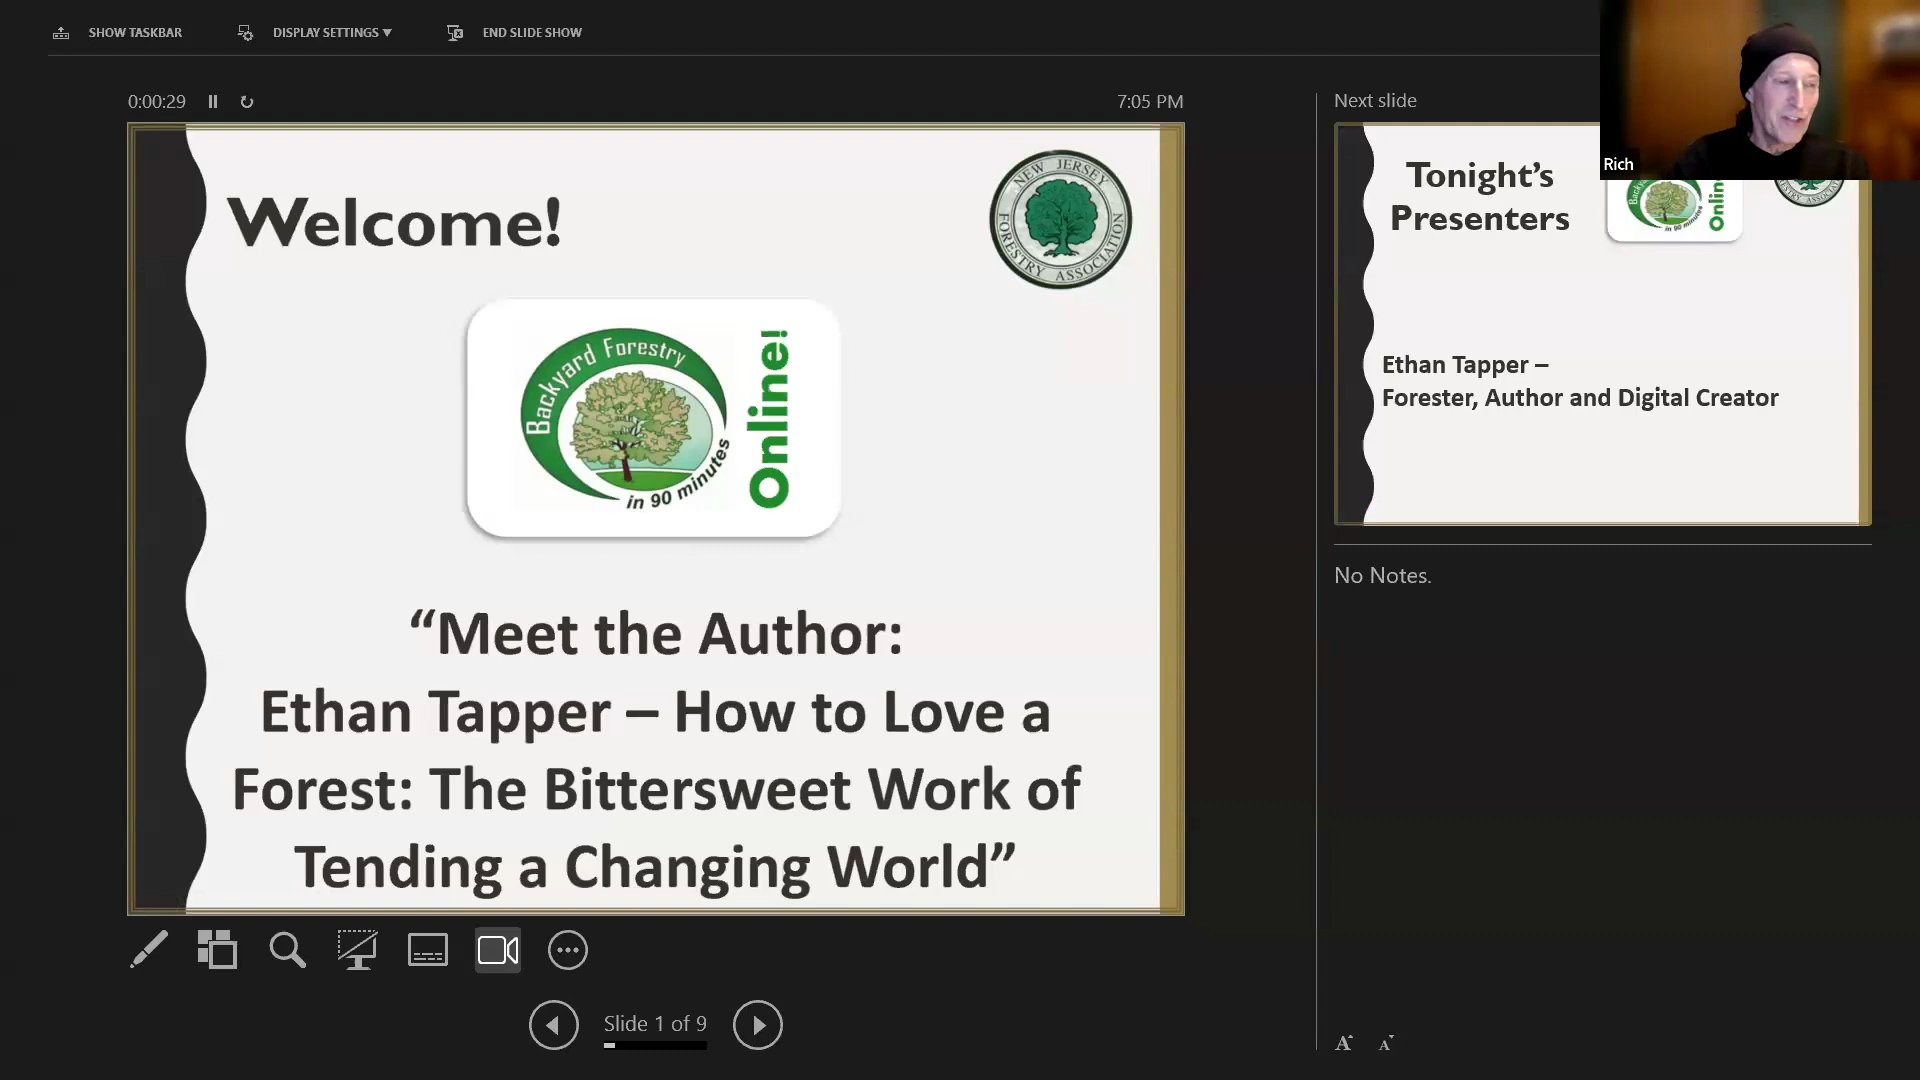 SHOW TASKBAR
DISPLAY SETTINGS ▼
END SLIDE SHOW
0:00:29
7:05 PM
Welcome!
NEW JERSEY
FORESTRY ASSOCIATION
Backyard Forestry
in 90 minutes
Online!
“Meet the Author:
Ethan Tapper – How to Love a
Forest: The Bittersweet Work of
Tending a Changing World”
Slide 1 of 9
Next slide
Rich
Tonight’s
Presenters
in 90 minutes
Ethan Tapper –
Forester, Author and Digital Creator
No Notes.
A
A